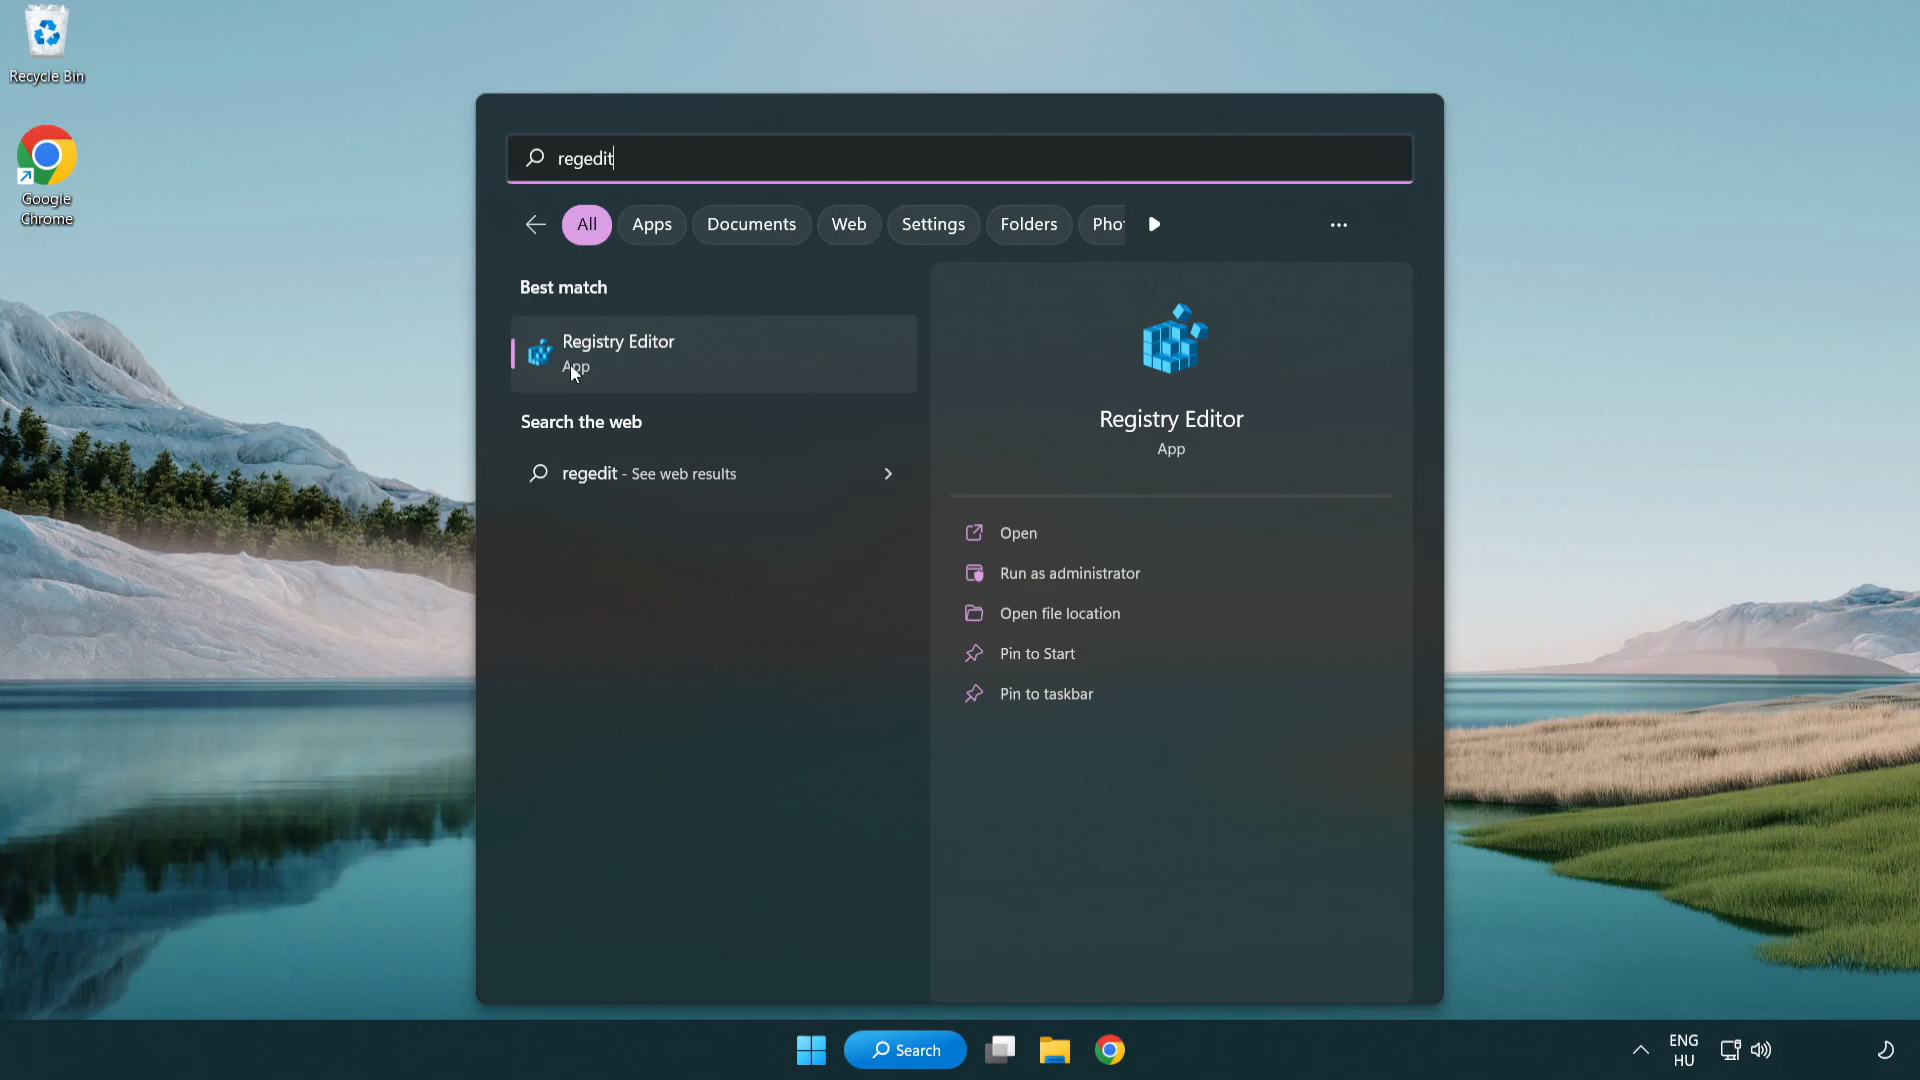 Recycle Bin
Google
Chrome
regedit
All
Apps
Documents
Web
Settings
Folders
Best match
Registry Editor
App
Search the web
regedit - See web results
Registry Editor
App
Open
Run as administrator
Open file location
Pin to Start
Pin to taskbar
Search
ENG
HU